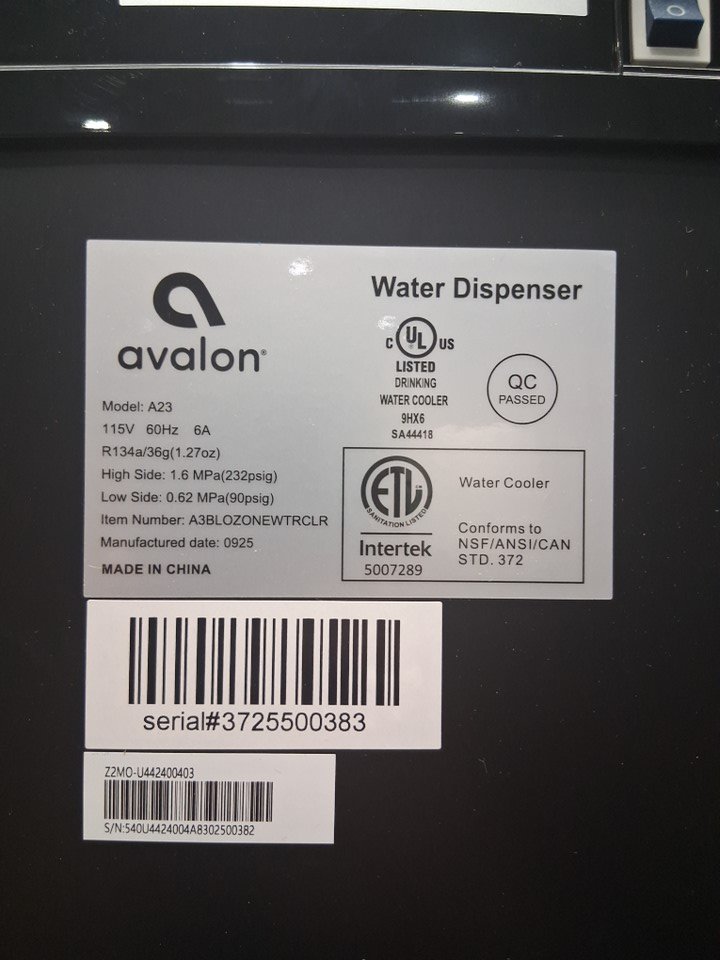 avalon®
Model: A23
115V 60Hz 6A
R134a/36g(1.27oz)
High Side: 1.6 MPa(232psig)
Low Side: 0.62 MPa(90psig)
Item Number: A3BLOZONEWTRCLR
Manufactured date: 0925
MADE IN CHINA
Water Dispenser
C UL US
LISTED
DRINKING
WATER COOLER
9HX6
SA44418
QC
PASSED
ETL
SANITATION LISTED
Intertek
5007289
Water Cooler
Conforms to
NSF/ANSI/CAN
STD. 372
serial#3725500383
Z2MO-U442400403
S/N:540U4424004A8302500382